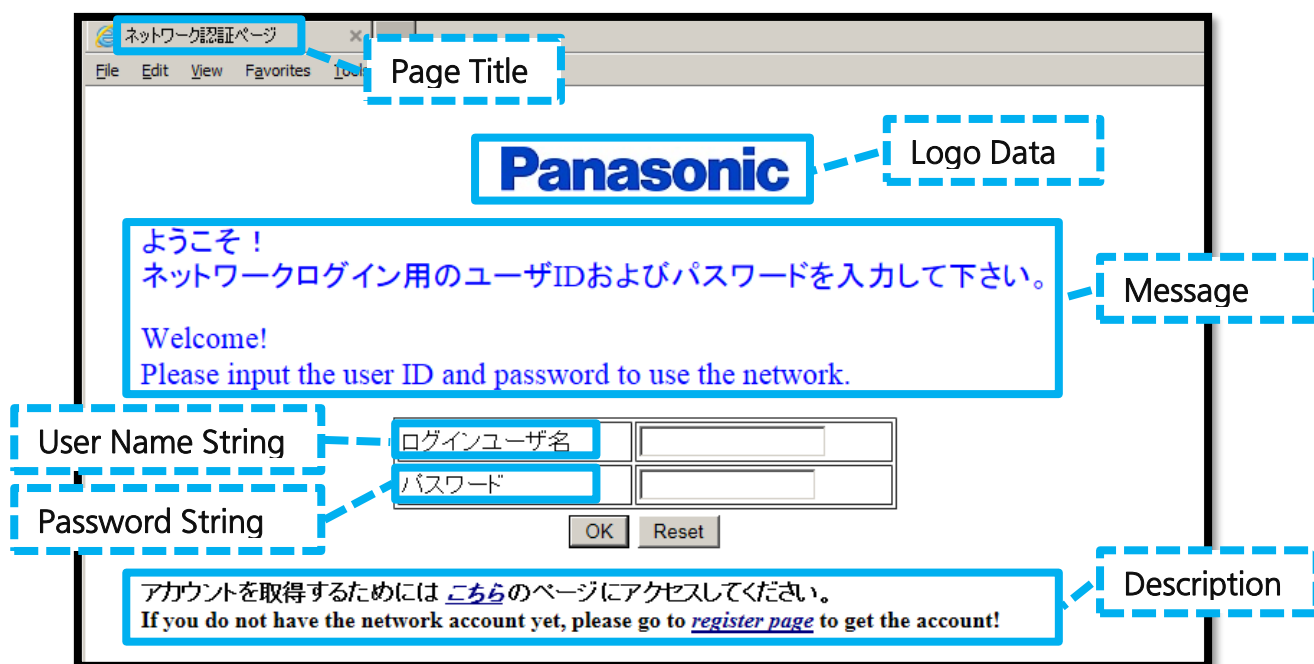 ネットワーク認証ページ
Page Title
File Edit View Favorites Tools
Panasonic
Logo Data
ようこそ！
ネットワークログイン用のユーザIDおよびパスワードを入力して下さい。
Message
Welcome!
Please input the user ID and password to use the network.
User Name String
ログインユーザ名
パスワード
Password String
OK Reset
アカウントを取得するためには こちらのページにアクセスしてください。
Description
If you do not have the network account yet, please go to register page to get the account!